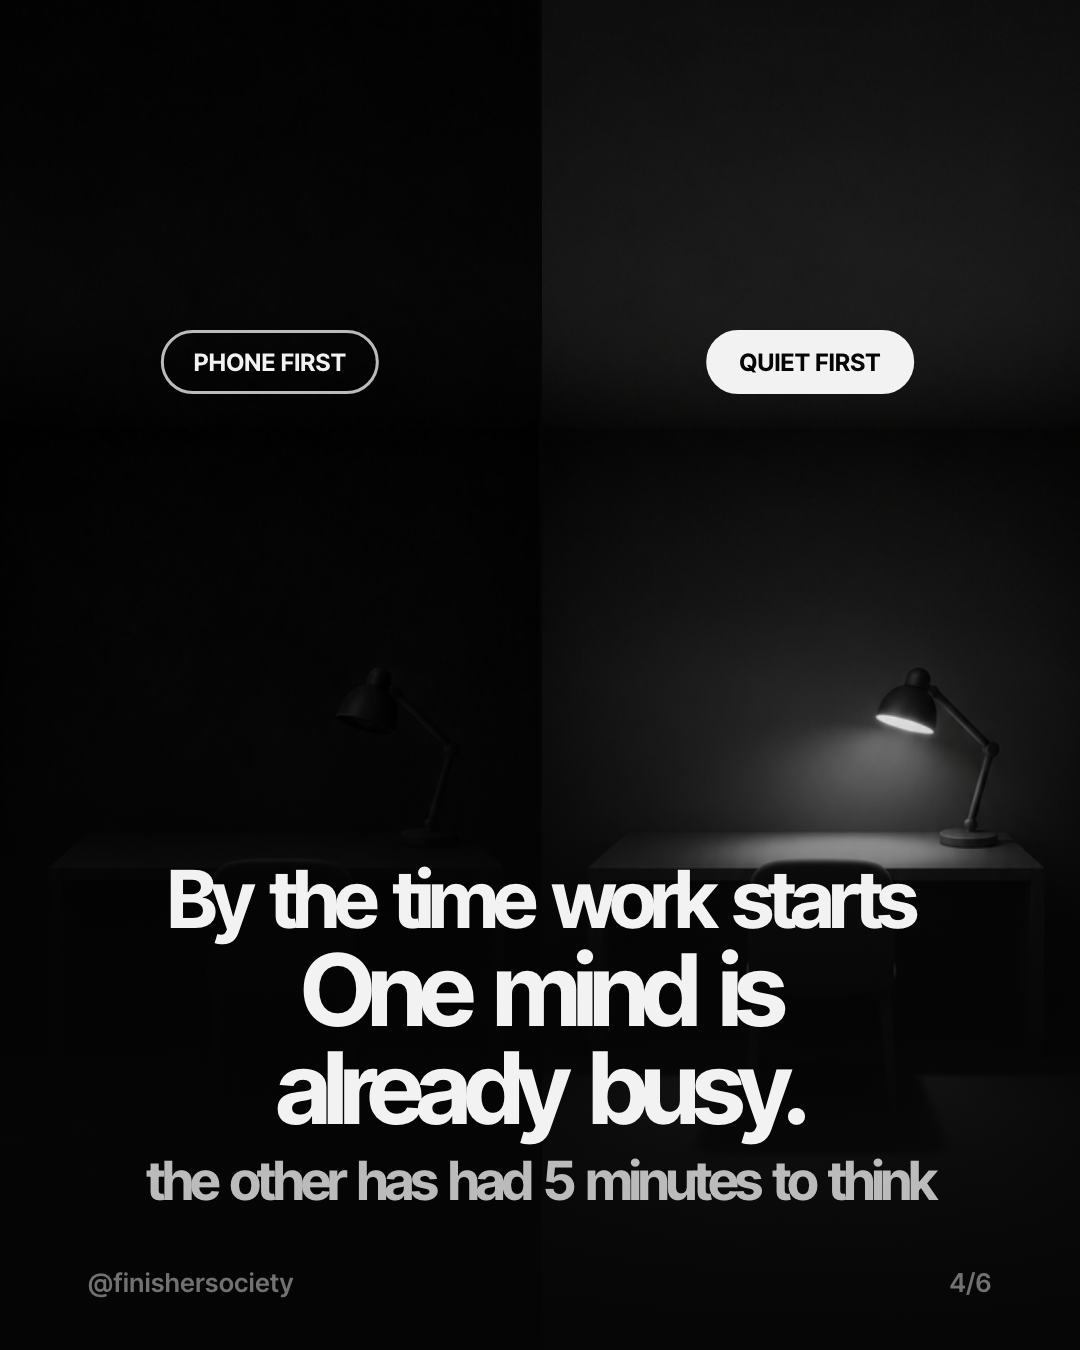 PHONE FIRST
QUIET FIRST
By the time work starts
One mind is
already busy.
the other has had 5 minutes to think
@finishersociety
4/6